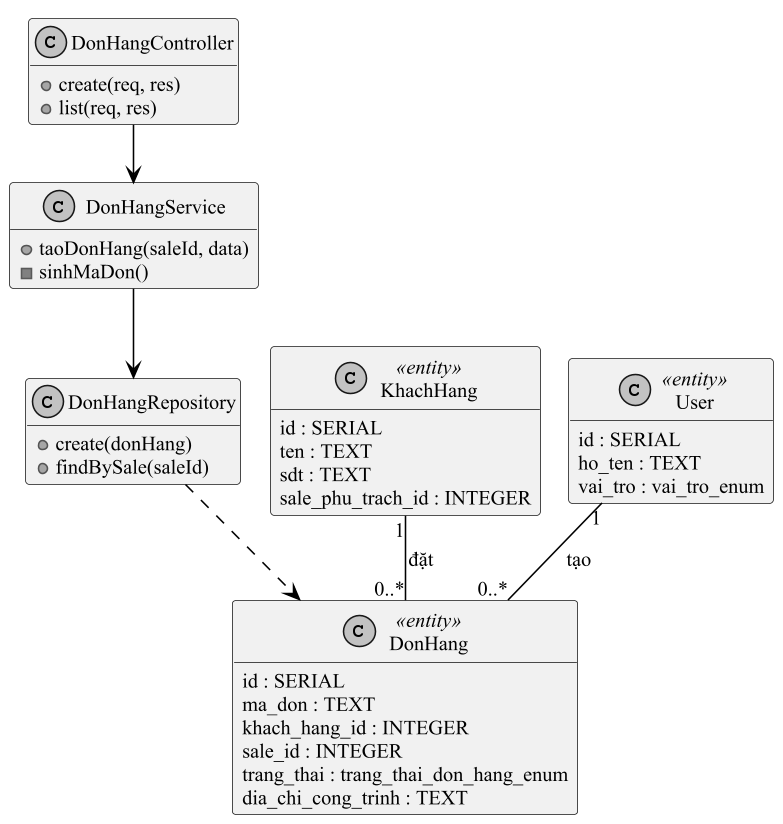 C DonHangController
create(req, res)
list(req, res)
C DonHangService
taoDonHang(saleId, data)
sinhMaDon()
C DonHangRepository
create(donHang)
findBySale(saleId)
C «entity»
KhachHang
id : SERIAL
ten : TEXT
sdt : TEXT
sale_phu_trach_id : INTEGER
C «entity»
User
id : SERIAL
ho_ten : TEXT
vai_tro : vai_tro_enum
1
đặt
0..*
1
tạo
0..*
C «entity»
DonHang
id : SERIAL
ma_don : TEXT
khach_hang_id : INTEGER
sale_id : INTEGER
trang_thai : trang_thai_don_hang_enum
dia_chi_cong_trinh : TEXT